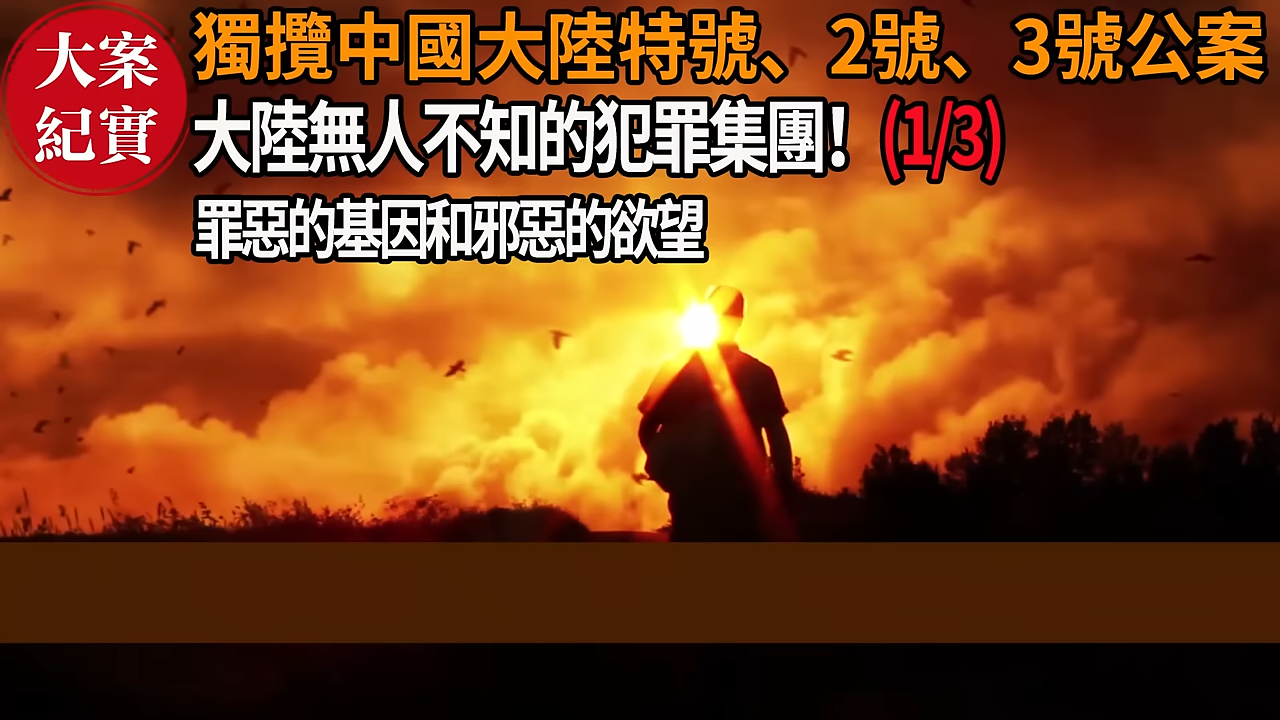 大案
紀實
獨攬中國大陸特號、2號、3號公案
大陸無人不知的犯罪集團！(1/3)
罪惡的基因和邪惡的欲望